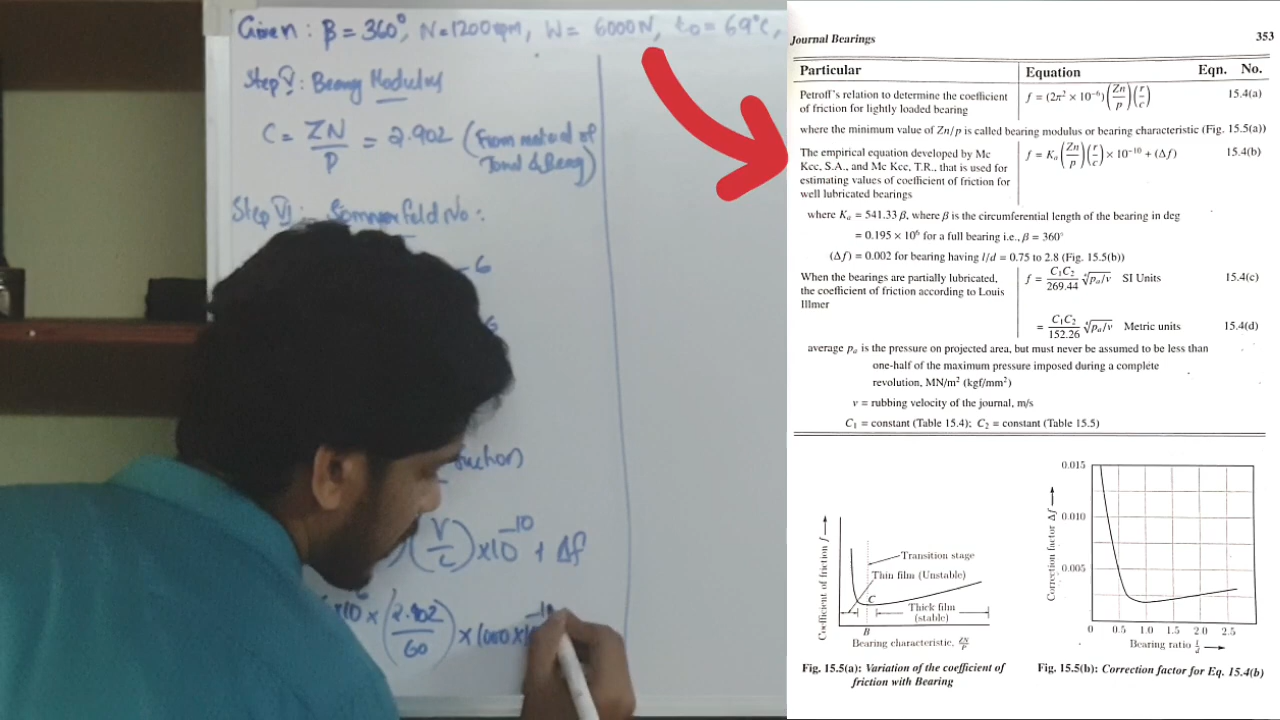 Given: β = 360°, N = 1200 rpm, W = 6000 N, t₀ = 69°C,
Step V: Bearing Modulus
C = ZN/P = 2.902 (From material of
Journal & Bearing)
Step VI: Sommerfeld No:
-6
(r/c) × 10⁻¹⁰ + Δf
× 10 × (2.902/60) × 1000 × 10
Journal Bearings 353
Particular Equation Eqn. No.
Petroff's relation to determine the coefficient of friction for lightly loaded bearing f = (2π² × 10⁻⁶) (Zn/p) (r/c) 15.4(a)
where the minimum value of Zn/p is called bearing modulus or bearing characteristic (Fig. 15.5(a))
The empirical equation developed by Mc f = Kₐ (Zn/p) (r/c) × 10⁻¹⁰ + (Δf) 15.4(b)
Kee, S.A., and Mc Kee, T.R., that is used for
estimating values of coefficient of friction for
well lubricated bearings
where Kₐ = 541.33 β, where β is the circumferential length of the bearing in deg
= 0.195 × 10⁶ for a full bearing i.e., β = 360°
(Δf) = 0.002 for bearing having l/d = 0.75 to 2.8 (Fig. 15.5(b))
When the bearings are partially lubricated, f = C₁C₂/269.44 ⁴√pₐ/v SI Units 15.4(c)
the coefficient of friction according to Louis
Illmer
= C₁C₂/152.26 ⁴√pₐ/v Metric units 15.4(d)
average pₐ is the pressure on projected area, but must never be assumed to be less than
one-half of the maximum pressure imposed during a complete
revolution, MN/m² (kgf/mm²)
v = rubbing velocity of the journal, m/s
C₁ = constant (Table 15.4); C₂ = constant (Table 15.5)
Coefficient of friction f
Transition stage
Thin film (Unstable)
C
Thick film
(stable)
B
Bearing characteristic, ZN/P
Fig. 15.5(a): Variation of the coefficient of
friction with Bearing
Correction factor Δf
0.015
0.010
0.005
0 0.5 1.0 1.5 2.0 2.5
Bearing ratio l/d
Fig. 15.5(b): Correction factor for Eq. 15.4(b)